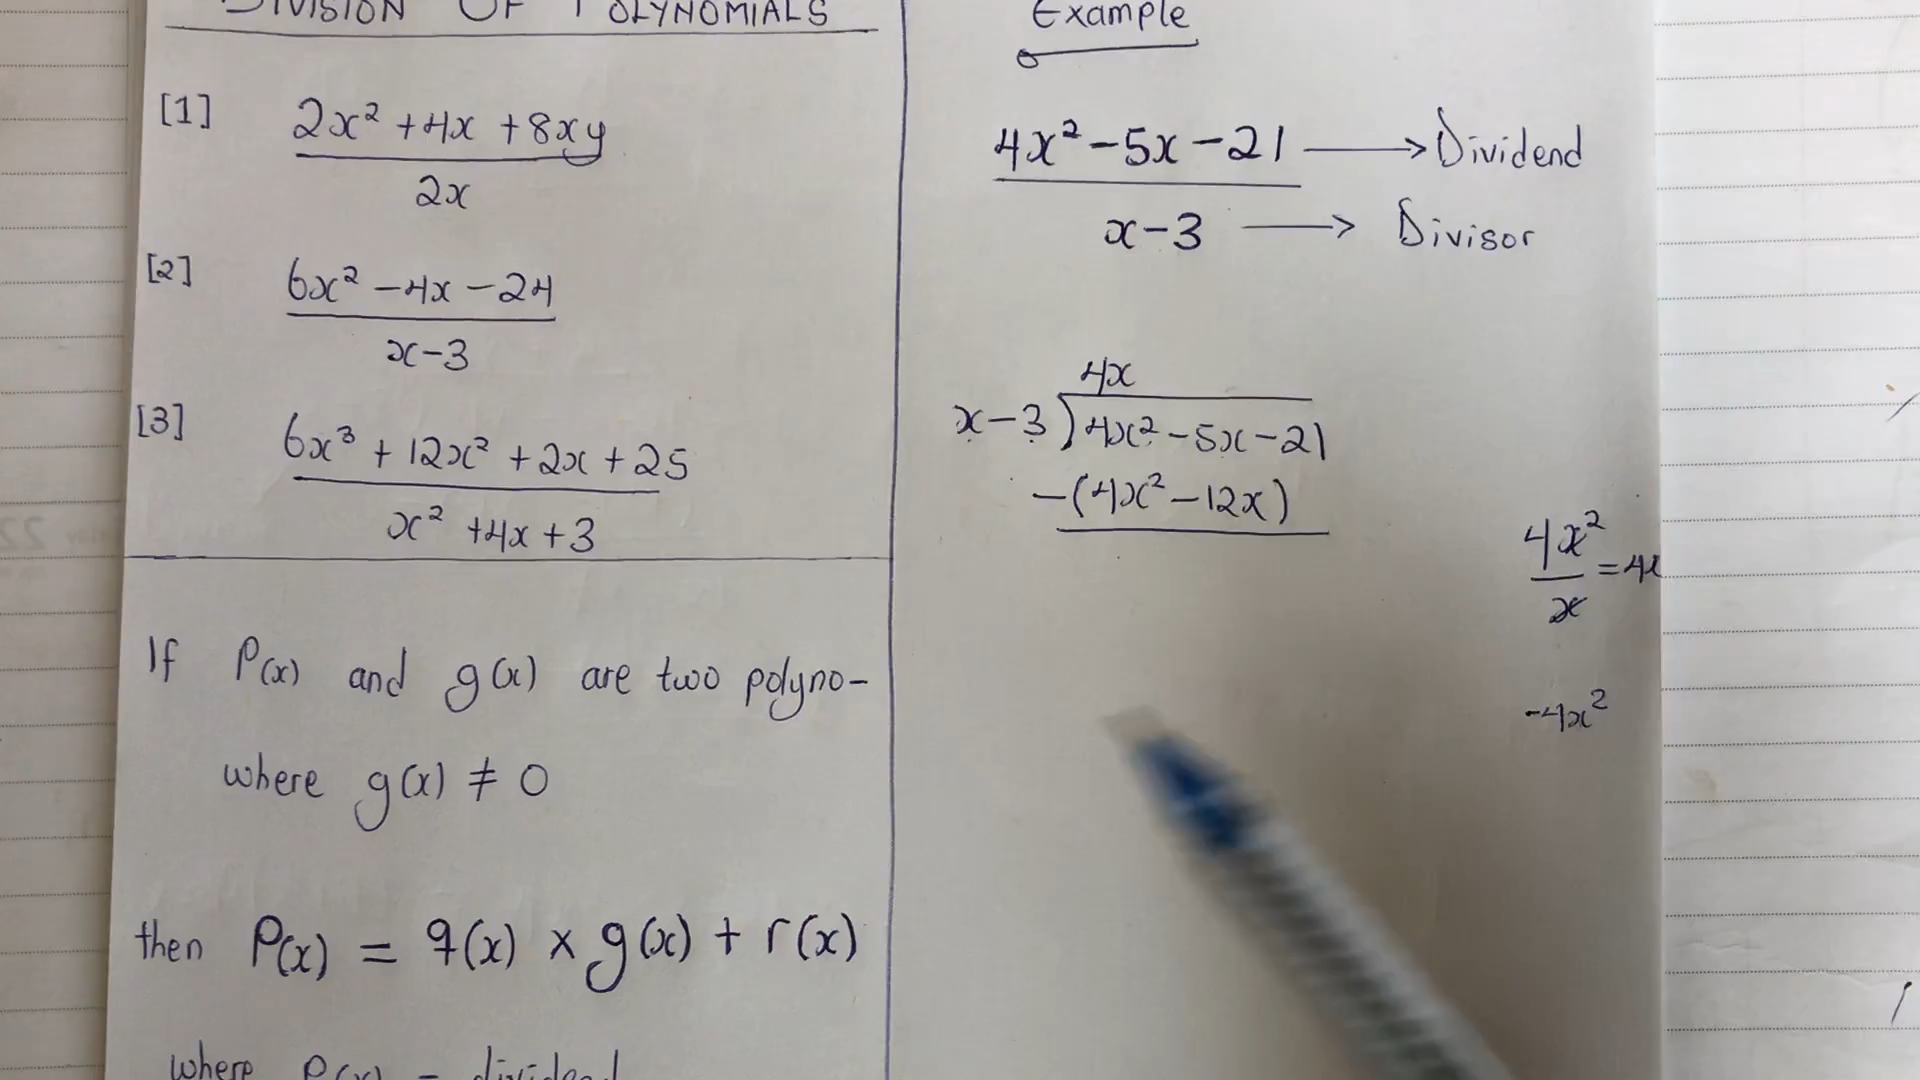 DIVISION OF POLYNOMIALS
[1] 2x² + 4x + 8xy
2x
[2] 6x² - 4x - 24
x - 3
[3] 6x³ + 12x² + 2x + 25
x² + 4x + 3
If P(x) and g(x) are two polyno-
where g(x) ≠ 0
then P(x) = q(x) × g(x) + r(x)
where P(x) = dividend
Example
4x² - 5x - 21 → Dividend
x - 3 → Divisor
4x
x - 3 ) 4x² - 5x - 21
-(4x² - 12x)
4x²
= 4x
x
-4x²